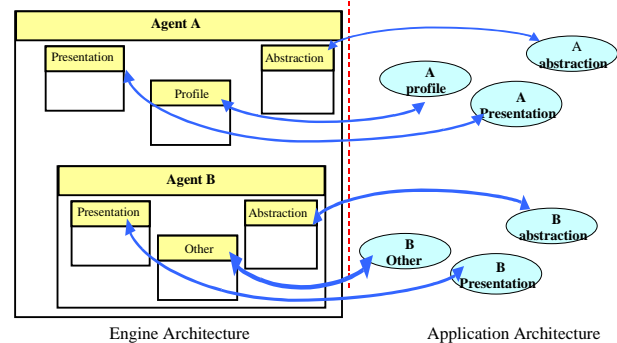 Agent A
Presentation
Abstraction
Profile
A
abstraction
A
profile
A
Presentation
Agent B
Presentation
Abstraction
Other
B
abstraction
B
Other
B
Presentation
Engine Architecture
Application Architecture